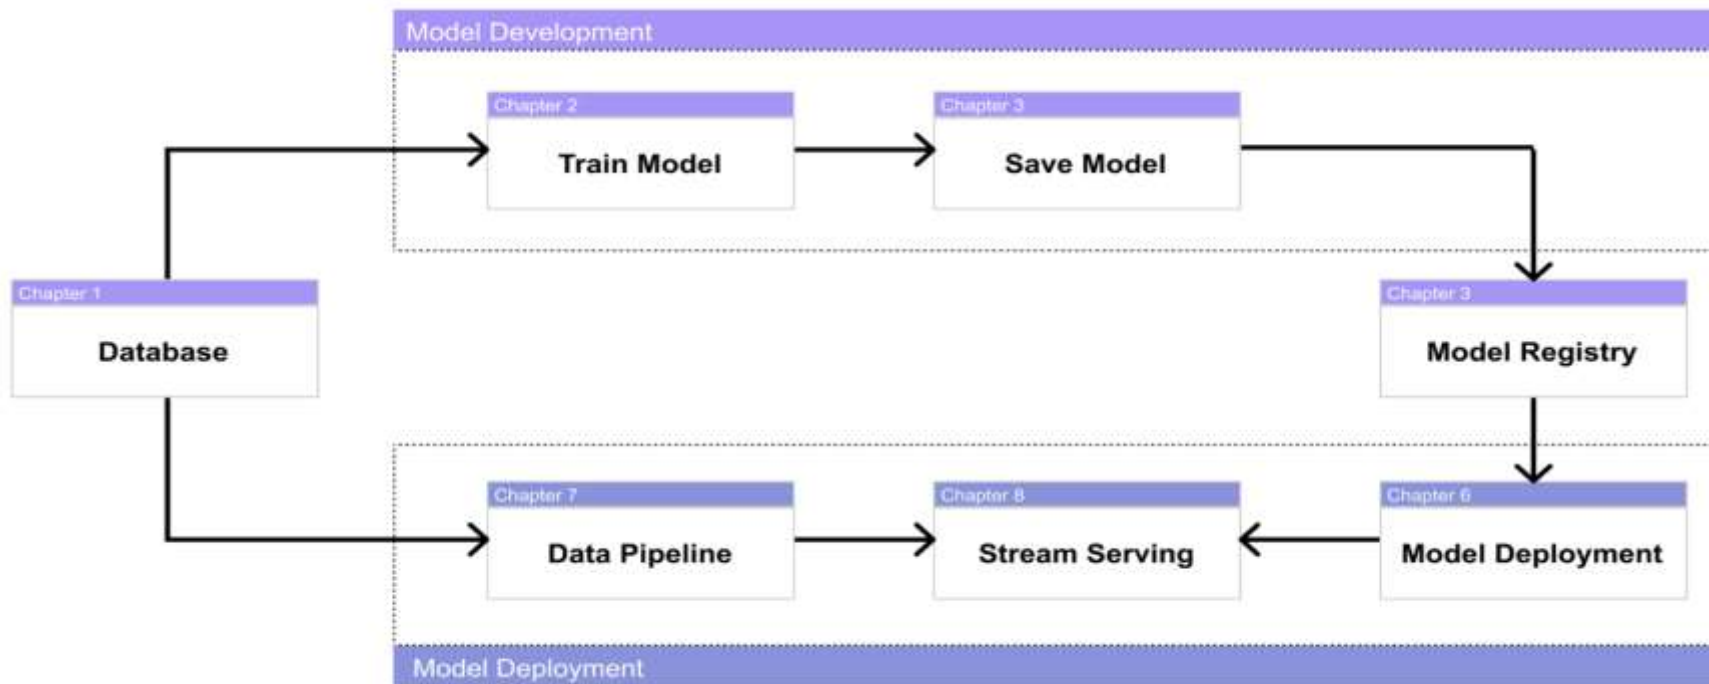 Model Development
Chapter 2
Train Model
Chapter 3
Save Model
Chapter 1
Database
Chapter 3
Model Registry
Chapter 7
Data Pipeline
Chapter 8
Stream Serving
Chapter 6
Model Deployment
Model Deployment